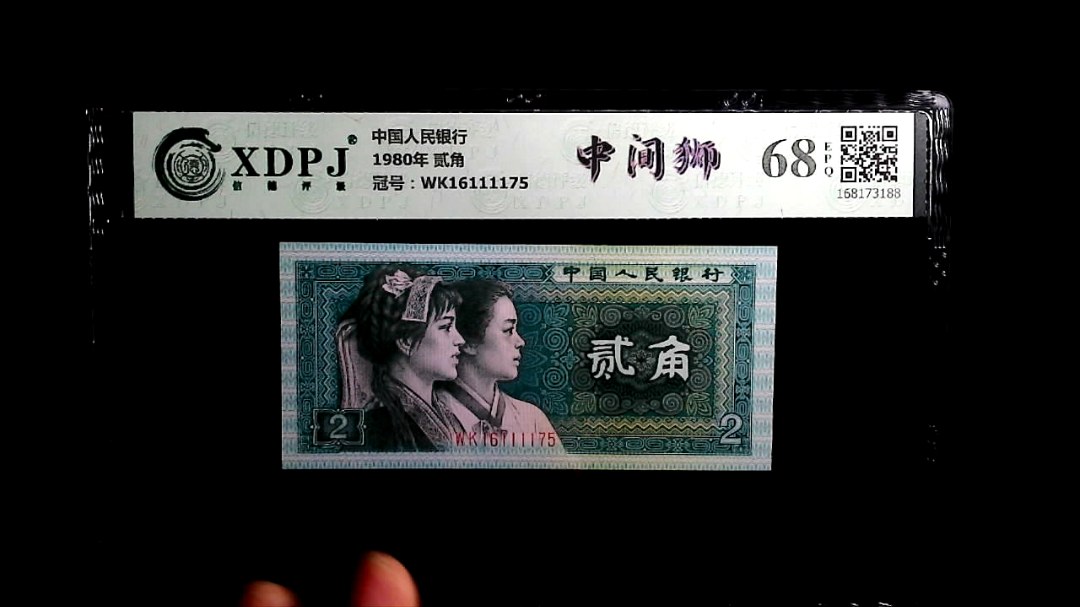 XDPJ®
信德评级
中国人民银行
1980年 贰角
冠号：WK16111175
中间狮
68
EPQ
168173188
中国人民银行
贰角
2
2
WK16111175